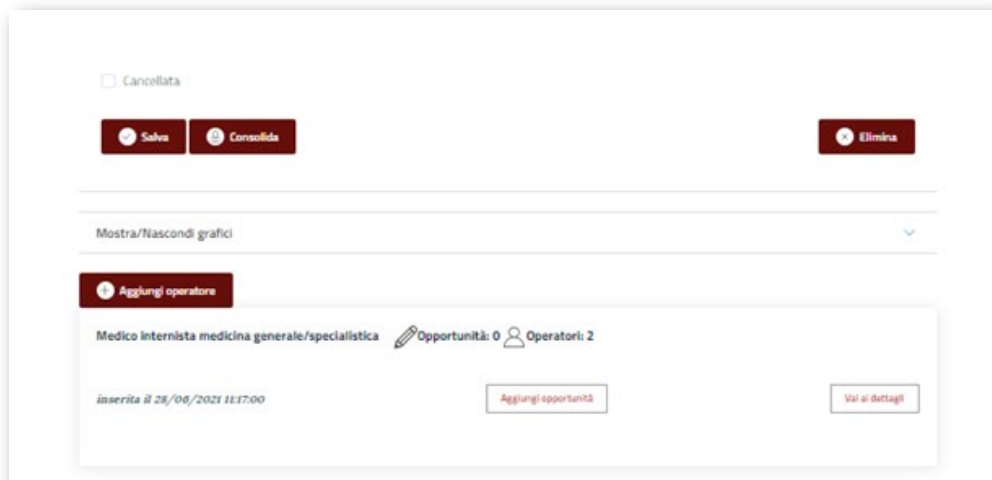 Cancellata
Salva Consolida Elimina
Mostra/Nascondi grafici
Aggiungi operatore
Medico internista medicina generale/specialistica Opportunità: 0 Operatori: 2
inserita il 28/06/2021 11:17:00 Aggiungi opportunità Vai ai dettagli